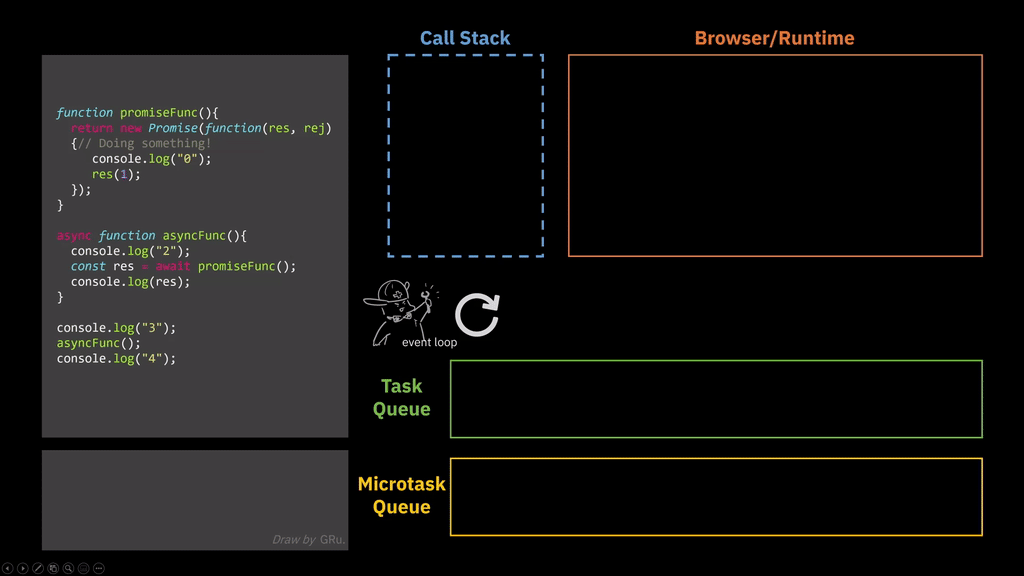 Call Stack
Browser/Runtime
function promiseFunc(){
  return new Promise(function(res, rej)
  {// Doing something!
     console.log("0");
     res(1);
  });
}
async function asyncFunc(){
  console.log("2");
  const res = await promiseFunc();
  console.log(res);
}
console.log("3");
asyncFunc();
console.log("4");
event loop
Task
Queue
Microtask
Queue
Draw by GRu.